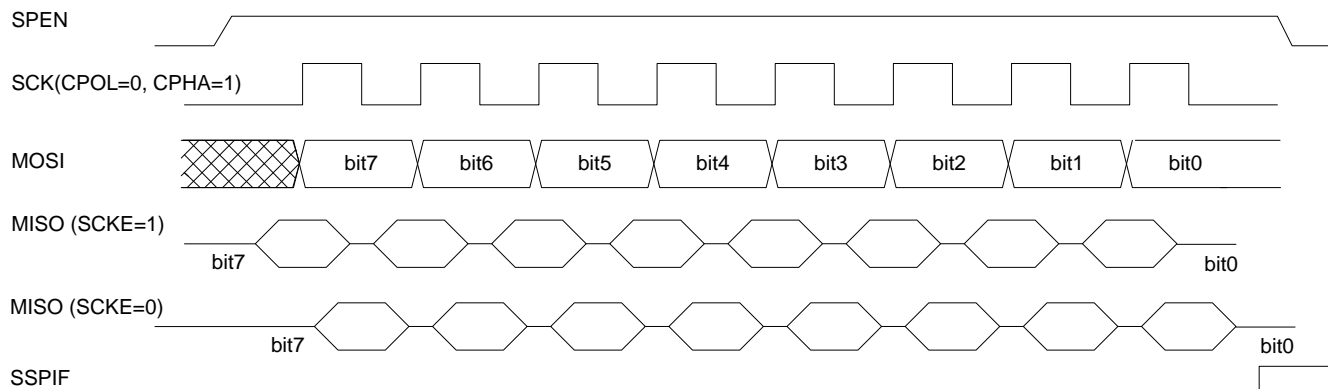 SPEN
SCK(CPOL=0, CPHA=1)
MOSI
bit7 bit6 bit5 bit4 bit3 bit2 bit1 bit0
MISO (SCKE=1)
bit7 bit0
MISO (SCKE=0)
bit7 bit0
SSPIF